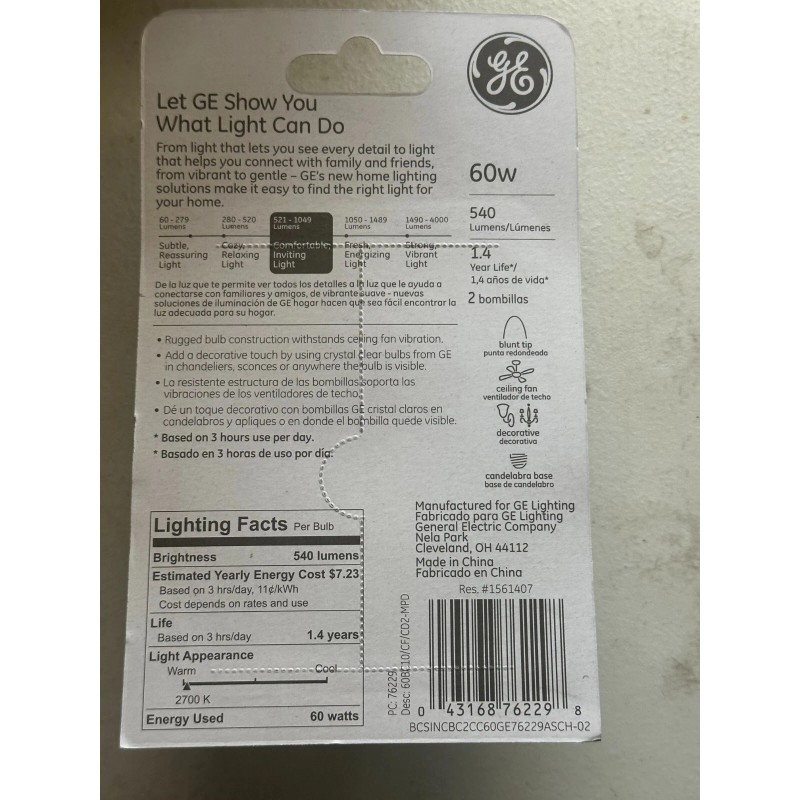 GE
Let GE Show You
What Light Can Do
From light that lets you see every detail to light
that helps you connect with family and friends,
from vibrant to gentle – GE's new home lighting
solutions make it easy to find the right light for
your home.
60w
540
Lumens/Lúmenes
1.4
Year Life*/
1,4 años de vida*
2 bombillas
60 - 279
Lumens
280 - 520
Lumens
521 - 1049
Lumens
1050 - 1489
Lumens
1490 - 4000
Lumens
Subtle,
Reassuring
Light
Cozy,
Relaxing
Light
Comfortable,
Inviting
Light
Fresh,
Energizing
Light
Strong,
Vibrant
Light
De la luz que te permite ver todos los detalles a la luz que le ayuda a
conectarse con familiares y amigos, de vibrante suave - nuevas
soluciones de iluminación de GE hogar hacen que sea fácil encontrar la
luz adecuada para su hogar.
• Rugged bulb construction withstands ceiling fan vibration.
• Add a decorative touch by using crystal clear bulbs from GE
in chandeliers, sconces or anywhere the bulb is visible.
• La resistente estructura de las bombillas soporta las
vibraciones de los ventiladores de techo.
• Dé un toque decorativo con bombillas GE cristal claros en
candelabros y apliques o en donde el bombilla quede visible.
* Based on 3 hours use per day.
* Basado en 3 horas de uso por día.
blunt tip
punta redondeada
ceiling fan
ventilador de techo
decorative
decorativa
candelabra base
base de candelabro
Lighting Facts Per Bulb
Brightness 540 lumens
Estimated Yearly Energy Cost $7.23
Based on 3 hrs/day, 11¢/kWh
Cost depends on rates and use
Life
Based on 3 hrs/day 1.4 years
Light Appearance
Warm Cool
2700 K
Energy Used 60 watts
Manufactured for GE Lighting
Fabricado para GE Lighting
General Electric Company
Nela Park
Cleveland, OH 44112
Made in China
Fabricado en China
Res. #1561407
PC: 76229
Desc: 60BC10/CF/CD2-MPD
0 43168 76229 8
BCSINCBC2CC60GE76229ASCH-02